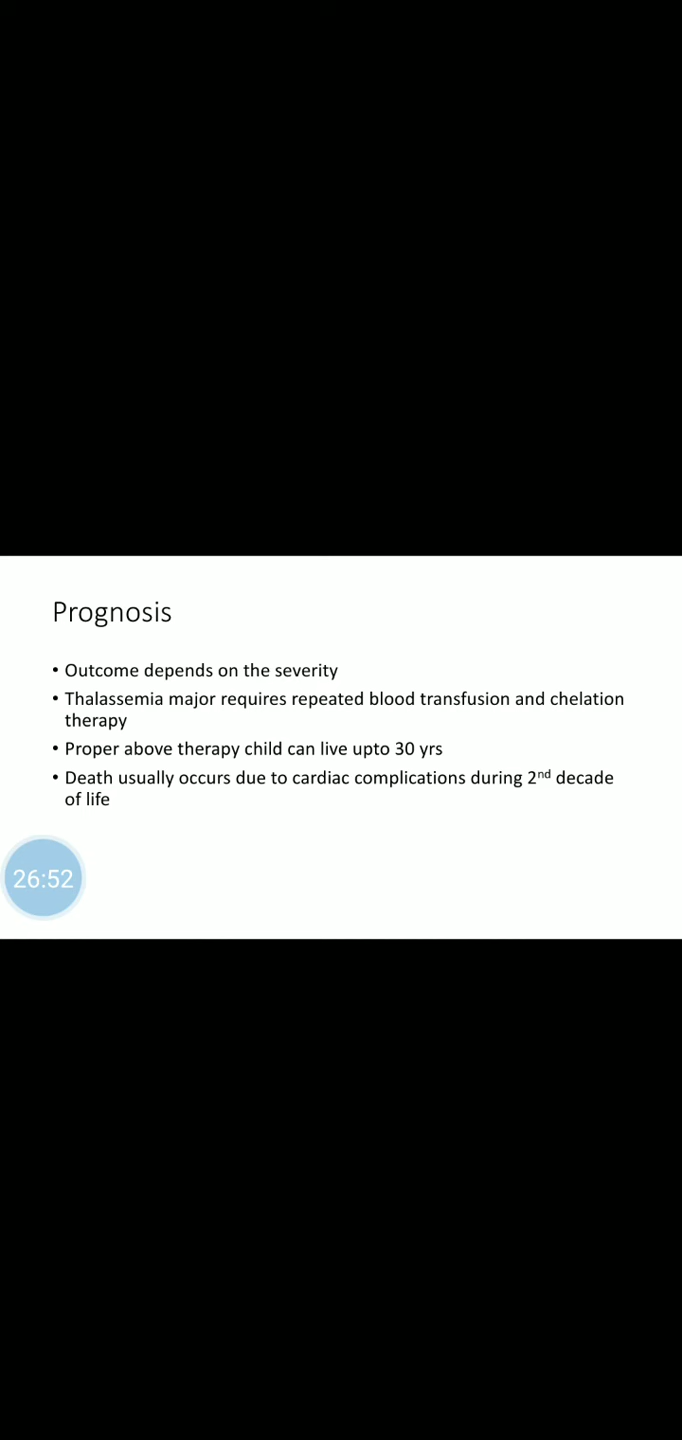 Prognosis
• Outcome depends on the severity
• Thalassemia major requires repeated blood transfusion and chelation
therapy
• Proper above therapy child can live upto 30 yrs
• Death usually occurs due to cardiac complications during 2nd decade
of life
26:52